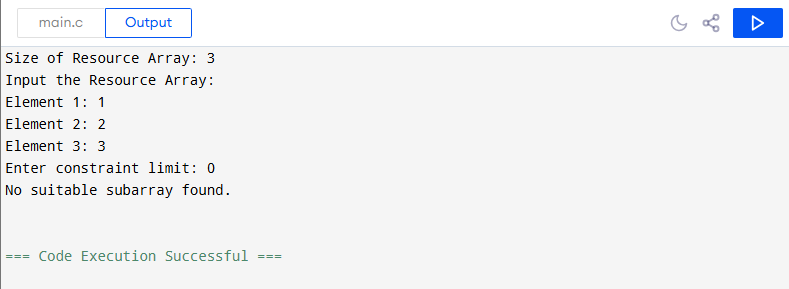 main.c Output
Size of Resource Array: 3
Input the Resource Array:
Element 1: 1
Element 2: 2
Element 3: 3
Enter constraint limit: 0
No suitable subarray found.
=== Code Execution Successful ===